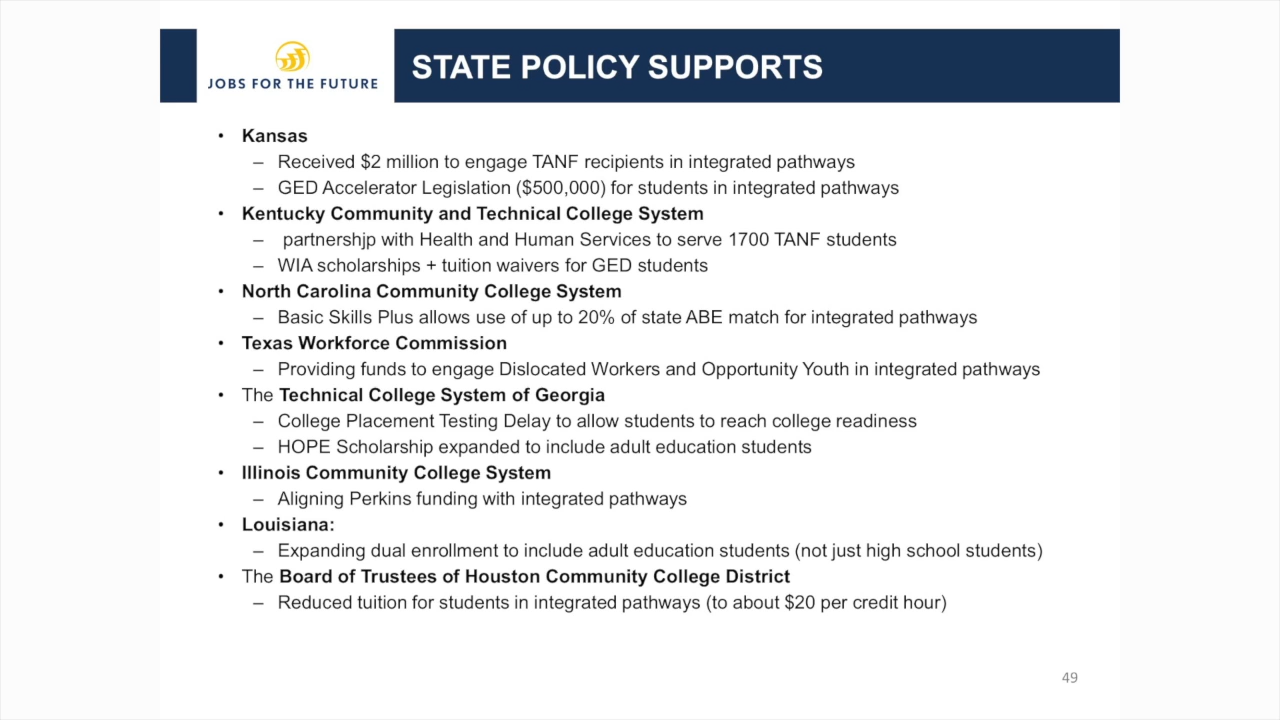 JOBS FOR THE FUTURE
STATE POLICY SUPPORTS
• Kansas
– Received $2 million to engage TANF recipients in integrated pathways
– GED Accelerator Legislation ($500,000) for students in integrated pathways
• Kentucky Community and Technical College System
– partnershjp with Health and Human Services to serve 1700 TANF students
– WIA scholarships + tuition waivers for GED students
• North Carolina Community College System
– Basic Skills Plus allows use of up to 20% of state ABE match for integrated pathways
• Texas Workforce Commission
– Providing funds to engage Dislocated Workers and Opportunity Youth in integrated pathways
• The Technical College System of Georgia
– College Placement Testing Delay to allow students to reach college readiness
– HOPE Scholarship expanded to include adult education students
• Illinois Community College System
– Aligning Perkins funding with integrated pathways
• Louisiana:
– Expanding dual enrollment to include adult education students (not just high school students)
• The Board of Trustees of Houston Community College District
– Reduced tuition for students in integrated pathways (to about $20 per credit hour)
49